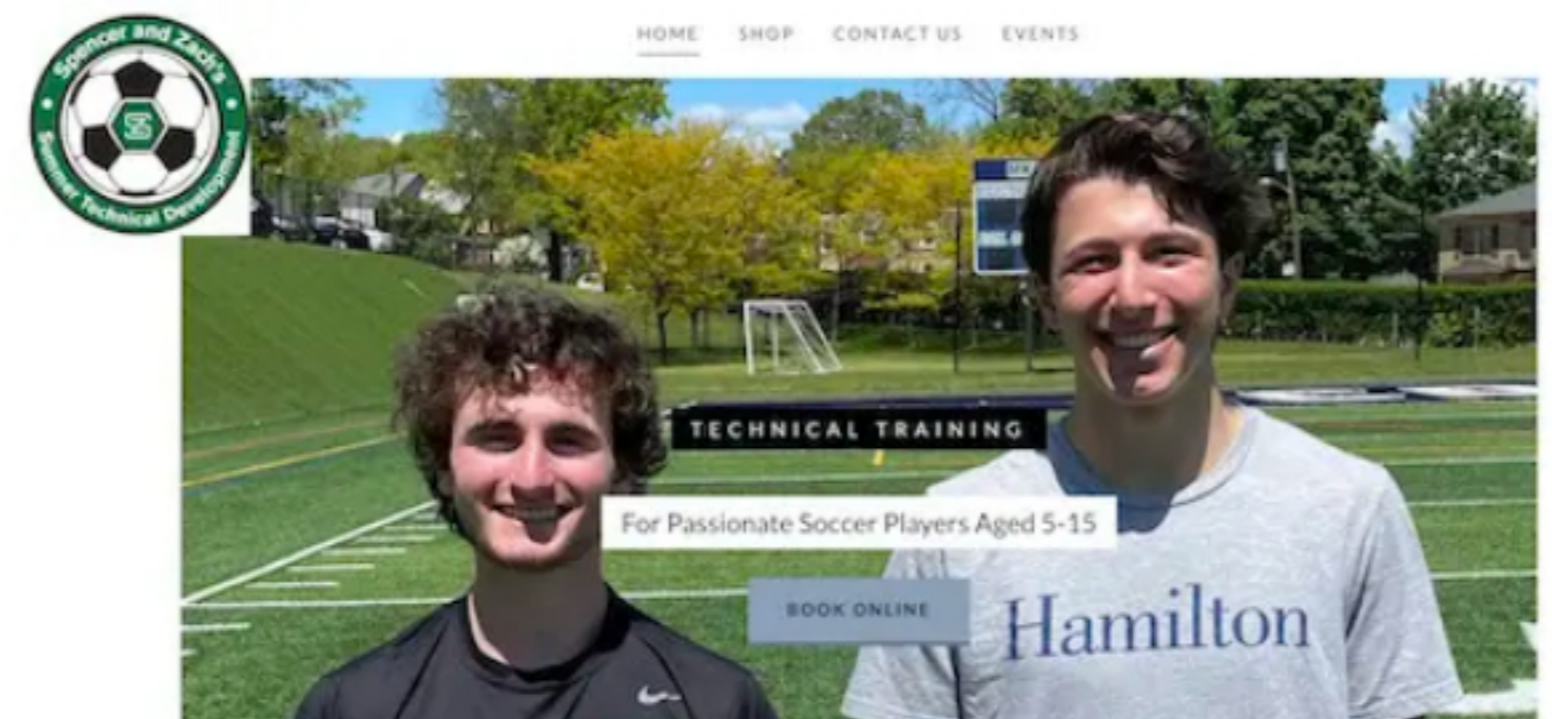 Spencer and Zach's
Summer Technical Development
HOME SHOP CONTACT US EVENTS
TECHNICAL TRAINING
For Passionate Soccer Players Aged 5-15
BOOK ONLINE
Hamilton